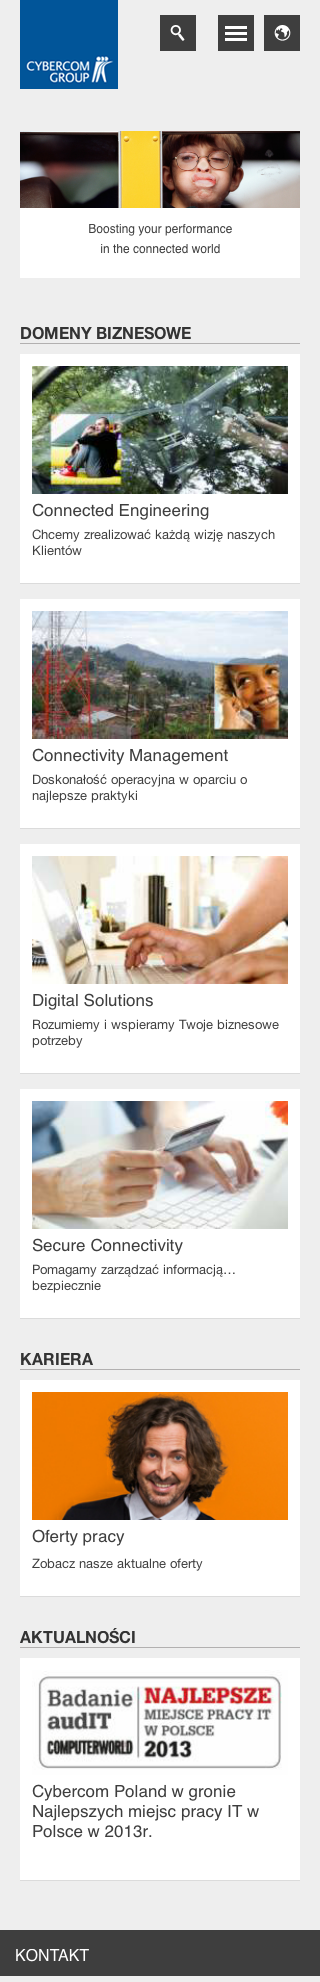 CYBERCOM
GROUP
Boosting your performance
in the connected world
DOMENY BIZNESOWE
Connected Engineering
Chcemy zrealizować każdą wizję naszych
Klientów
Connectivity Management
Doskonałość operacyjna w oparciu o
najlepsze praktyki
Digital Solutions
Rozumiemy i wspieramy Twoje biznesowe
potrzeby
Secure Connectivity
Pomagamy zarządzać informacją…
bezpiecznie
KARIERA
Oferty pracy
Zobacz nasze aktualne oferty
AKTUALNOŚCI
Badanie
audIT
COMPUTERWORLD
NAJLEPSZE
MIEJSCE PRACY IT
W POLSCE
2013
Cybercom Poland w gronie
Najlepszych miejsc pracy IT w
Polsce w 2013r.
KONTAKT